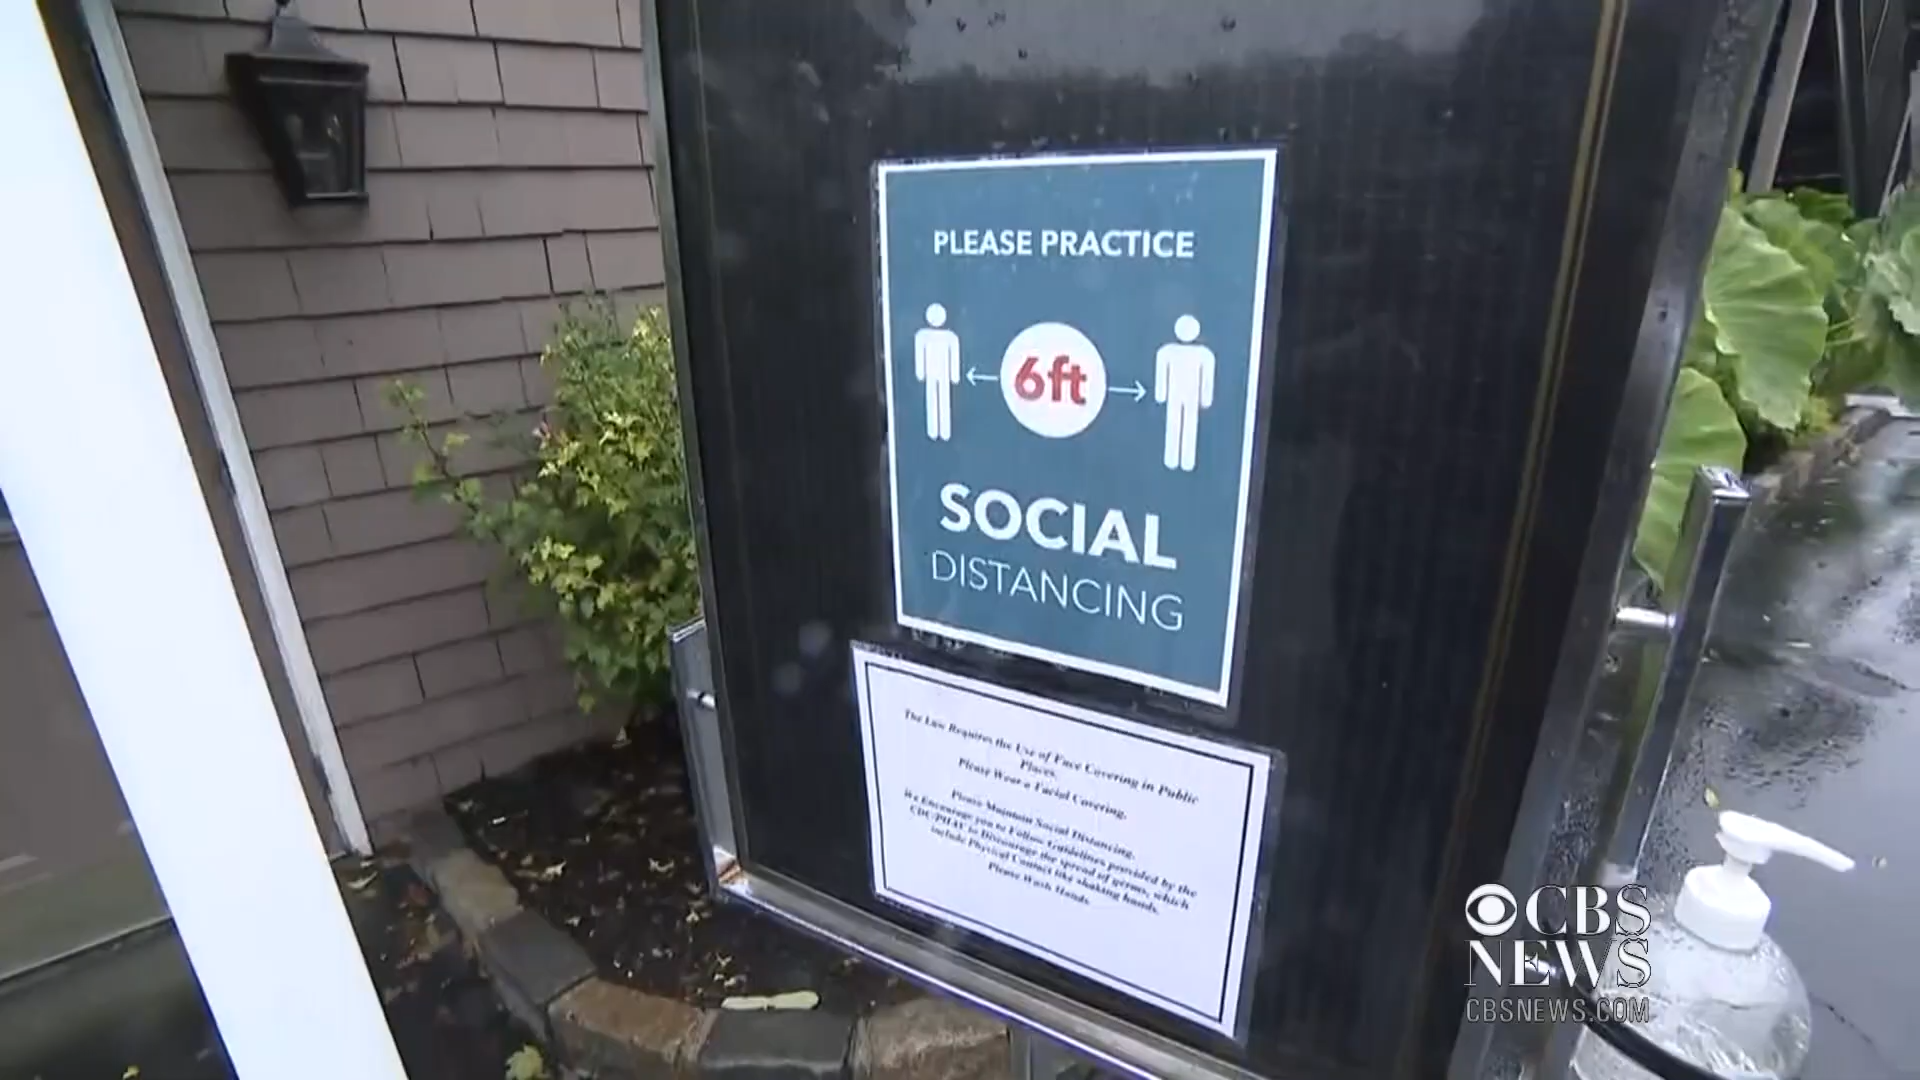 PLEASE PRACTICE
6ft
SOCIAL
DISTANCING
The Law Requires the Use of Face Covering in Public
Places.
Please Wear a Facial Covering.
Please Maintain Social Distancing.
We Encourage you to Follow Guidelines provided by the
to Discourage the spread of germs, which
include Physical Contact like shaking hands.
Please Wash Hands
CBS
NEWS
CBSNEWS.COM